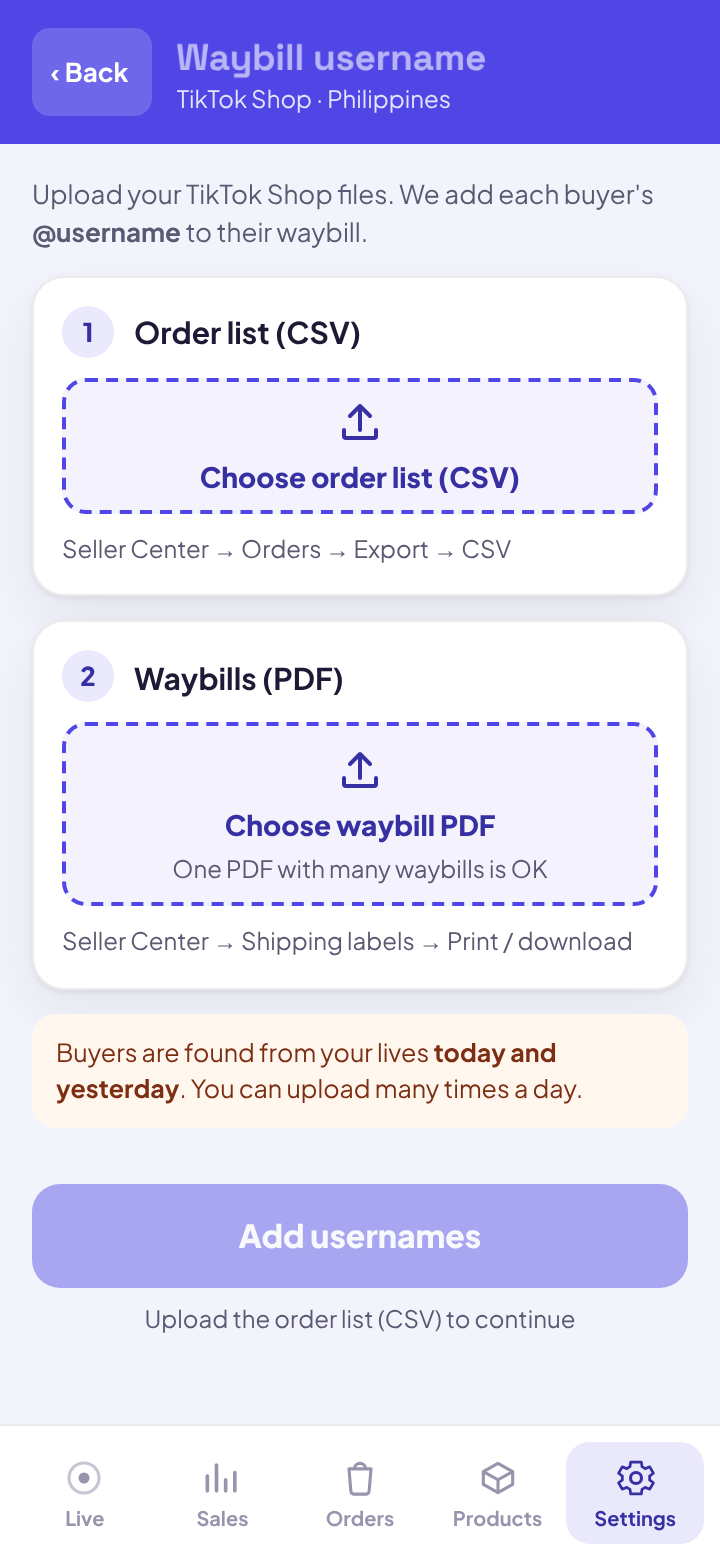 ‹ Back
Waybill username
TikTok Shop · Philippines
Upload your TikTok Shop files. We add each buyer's
@username to their waybill.
1
Order list (CSV)
Choose order list (CSV)
Seller Center → Orders → Export → CSV
2
Waybills (PDF)
Choose waybill PDF
One PDF with many waybills is OK
Seller Center → Shipping labels → Print / download
Buyers are found from your lives today and
yesterday. You can upload many times a day.
Add usernames
Upload the order list (CSV) to continue
Live
Sales
Orders
Products
Settings